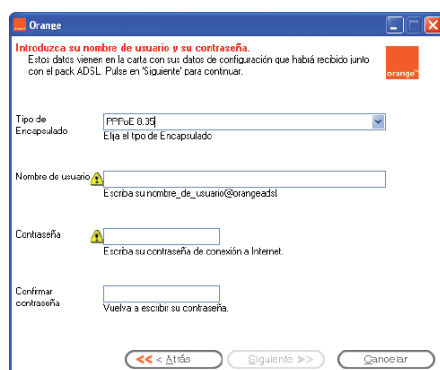 Orange
Introduzca su nombre de usuario y su contraseña.
Estos datos vienen en la carta con sus datos de configuración que habrá recibido junto
con el pack ADSL. Pulse en 'Siguiente' para continuar.
orange™
Tipo de
Encapsulado
PPPoE 8.35
Elija el tipo de Encapsulado
Nombre de usuario
Escriba su nombre_de_usuario@orangeadsl
Contraseña
Escriba su contraseña de conexión a Internet.
Confirmar
contraseña
Vuelva a escribir su contraseña.
<< < Atrás
Siguiente >>
Cancelar